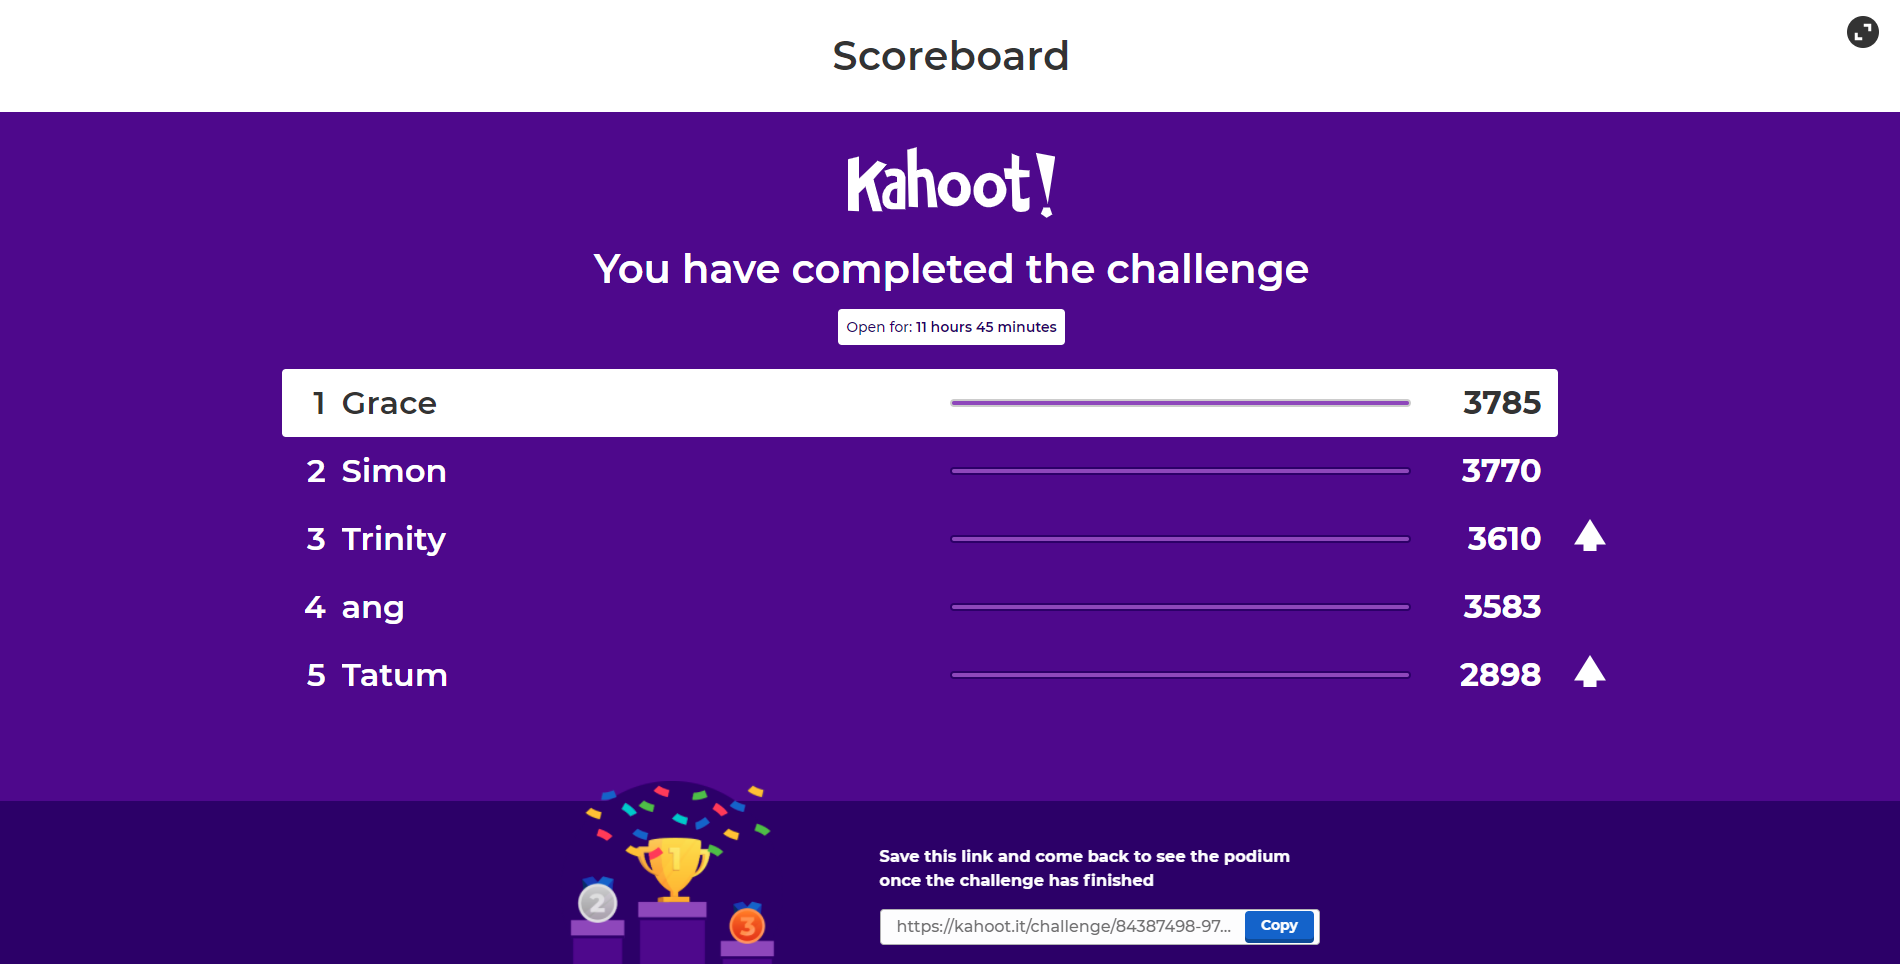 Scoreboard
Kahoot!
You have completed the challenge
Open for: 11 hours 45 minutes
1 Grace 3785
2 Simon 3770
3 Trinity 3610
4 ang 3583
5 Tatum 2898
1
2
3
Save this link and come back to see the podium
once the challenge has finished
https://kahoot.it/challenge/84387498-97... Copy